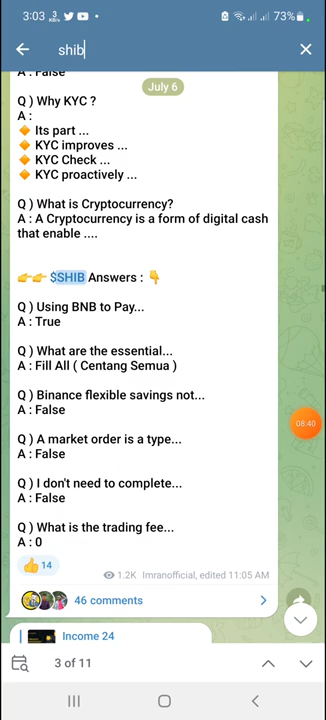 3:03 3 KB/s 73%
shib
A : False
July 6
Q ) Why KYC ?
A :
🔸 Its part ...
🔸 KYC improves ...
🔸 KYC Check ...
🔸 KYC proactively ...
Q ) What is Cryptocurrency?
A : A Cryptocurrency is a form of digital cash
that enable ....
👉👉 $SHIB Answers : 👇
Q ) Using BNB to Pay...
A : True
Q ) What are the essential...
A : Fill All ( Centang Semua )
Q ) Binance flexible savings not...
A : False
Q ) A market order is a type...
A : False
Q ) I don't need to complete...
A : False
Q ) What is the trading fee...
A : 0
👍 14
1.2K Imranofficial, edited 11:05 AM
46 comments
Income 24
3 of 11
08:40